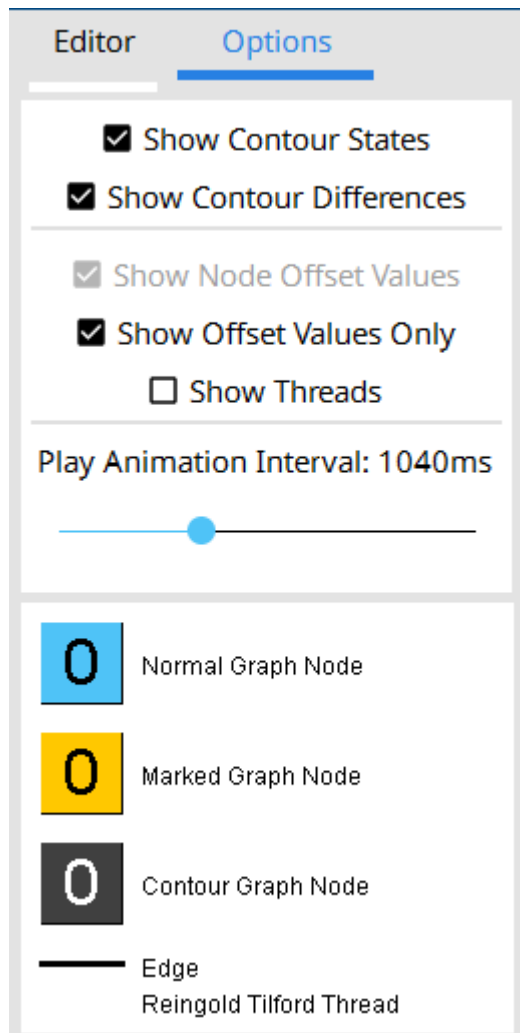 Editor Options
Show Contour States
Show Contour Differences
Show Node Offset Values
Show Offset Values Only
Show Threads
Play Animation Interval: 1040ms
0 Normal Graph Node
0 Marked Graph Node
0 Contour Graph Node
Edge
Reingold Tilford Thread